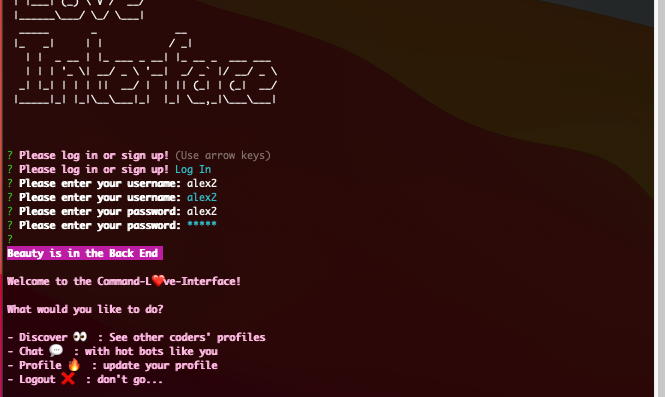 Love
Interface
? Please log in or sign up! (Use arrow keys)
? Please log in or sign up! Log In
? Please enter your username: alex2
? Please enter your username: alex2
? Please enter your password: alex2
? Please enter your password: *****
?
Beauty is in the Back End
Welcome to the Command-L❤️ve-Interface!
What would you like to do?
- Discover 👀 : See other coders' profiles
- Chat 💬 : with hot bots like you
- Profile 🔥 : update your profile
- Logout ❌ : don't go...